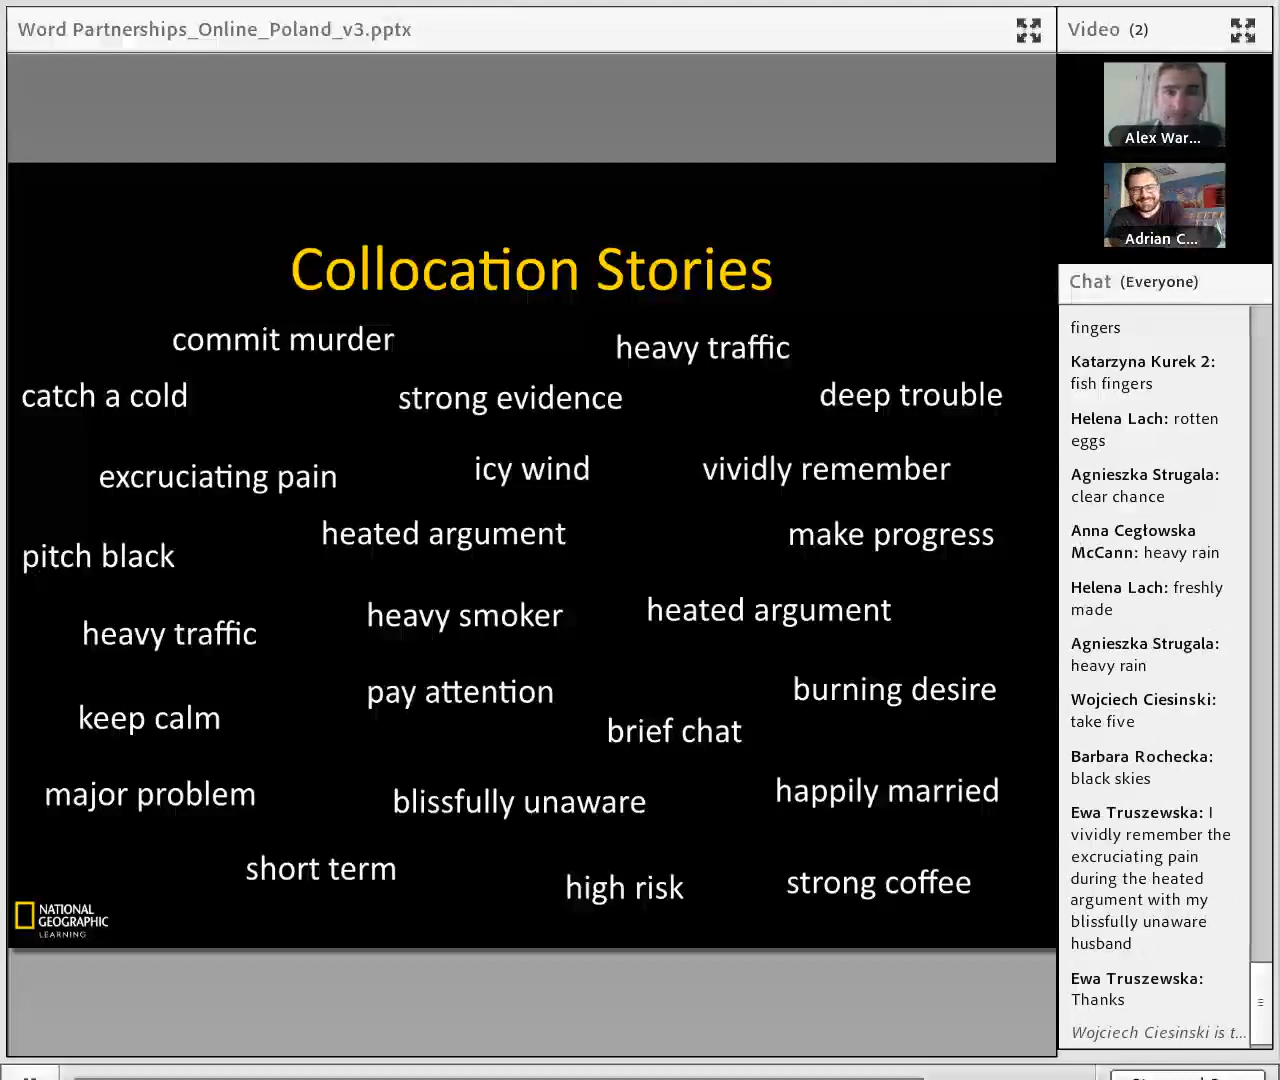 Word Partnerships_Online_Poland_v3.pptx
Video (2)
Alex War...
Adrian C...
Collocation Stories
commit murder
heavy traffic
catch a cold
strong evidence
deep trouble
excruciating pain
icy wind
vividly remember
heated argument
make progress
pitch black
heavy smoker
heated argument
heavy traffic
pay attention
burning desire
keep calm
brief chat
major problem
blissfully unaware
happily married
short term
high risk
strong coffee
NATIONAL
GEOGRAPHIC
LEARNING
Chat (Everyone)
fingers
Katarzyna Kurek 2:
fish fingers
Helena Lach: rotten
eggs
Agnieszka Strugala:
clear chance
Anna Cegłowska
McCann: heavy rain
Helena Lach: freshly
made
Agnieszka Strugala:
heavy rain
Wojciech Ciesinski:
take five
Barbara Rochecka:
black skies
Ewa Truszewska: I
vividly remember the
excruciating pain
during the heated
argument with my
blissfully unaware
husband
Ewa Truszewska:
Thanks
Wojciech Ciesinski is t...